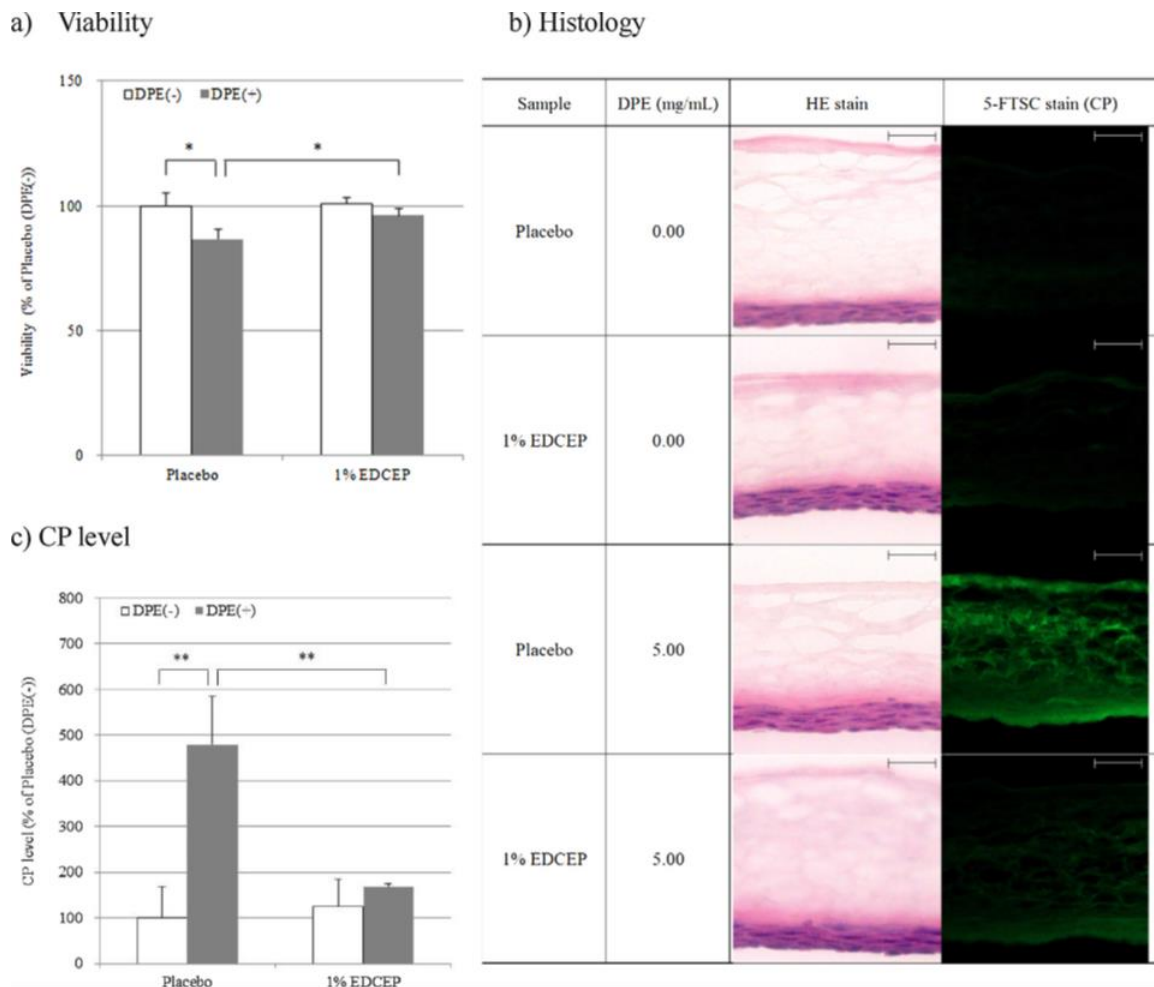 a) Viability
150
DPE(-) DPE(+)
* *
100
50
0
Viability (% of Placebo (DPE(-))
Placebo 1% EDCEP
c) CP level
800
DPE(-) DPE(+)
700
** **
600
500
400
300
200
100
0
CP level (% of Placebo (DPE(-))
Placebo 1% EDCEP
b) Histology
Sample DPE (mg/mL) HE stain 5-FTSC stain (CP)
Placebo 0.00
1% EDCEP 0.00
Placebo 5.00
1% EDCEP 5.00